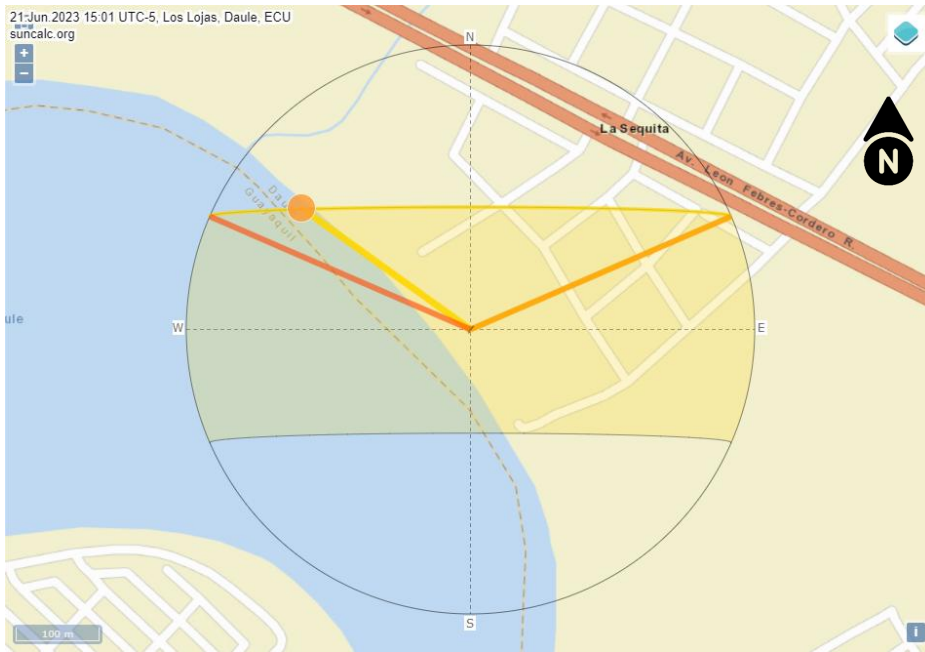 21.Jun.2023 15:01 UTC-5, Los Lojas, Daule, ECU
suncalc.org
+
−
N
La Sequita
N
Av. Leon Febres-Cordero R.
Guayaquil
W
E
ule
S
100 m
i